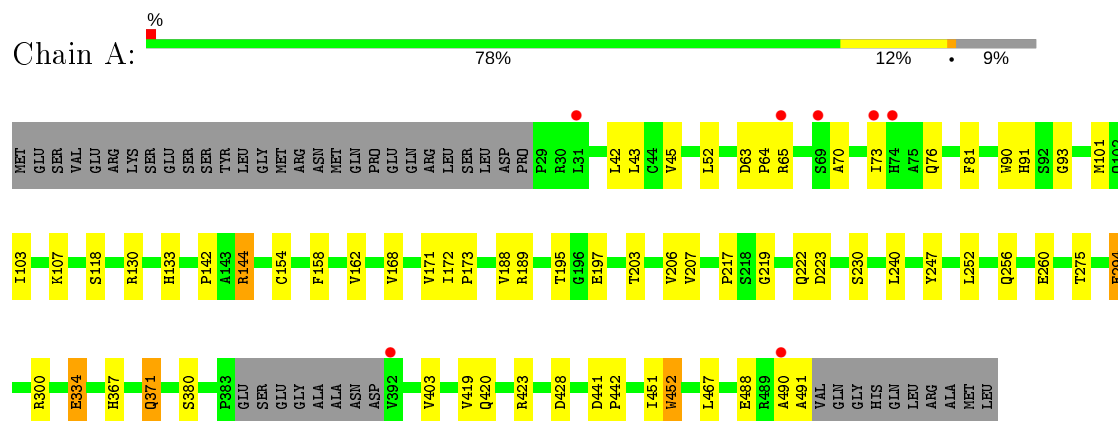 %
Chain A:
78% 12% • 9%
MET GLU SER VAL GLU ARG LYS SER GLU SER SER TYR LEU GLY MET ARG ASN MET GLN PRO GLU GLN ARG LEU SER LEU ASP PRO P29 R30 L31 L42 L43 C44 V45 L52 D63 P64 R65 S69 A70 I73 H74 A75 Q76 F81 W90 H91 S92 G93 M101 Q102
I103 K107 S118 R130 H133 P142 A143 R144 C154 F158 V162 V168 V171 I172 P173 V188 R189 T195 G196 E197 T203 V206 V207 P217 S218 G219 Q222 D223 S230 L240 Y247 L252 Q256 E260 T275
R300 E334 H367 Q371 S380 P383 GLU SER GLU GLY ALA ALA ASN ASP V392 V403 V419 Q420 R423 D428 D441 P442 I451 W452 L467 E488 R489 A490 A491 VAL GLN GLY HIS GLN LEU ARG ALA MET LEU